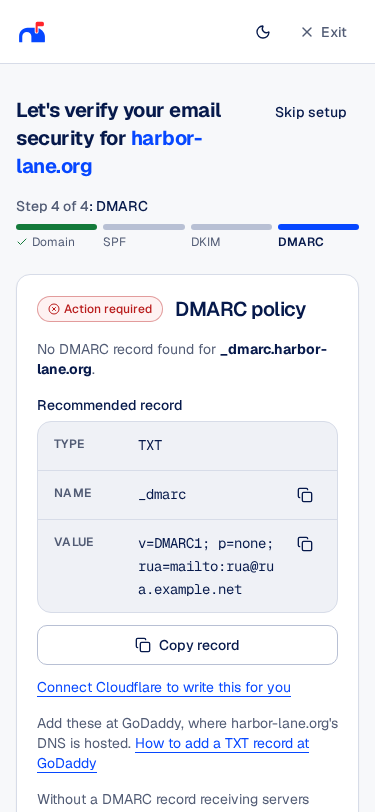 Exit
Let's verify your email
security for harbor-
lane.org
Skip setup
Step 4 of 4: DMARC
Domain
SPF
DKIM
DMARC
Action required
DMARC policy
No DMARC record found for _dmarc.harbor-
lane.org.
Recommended record
TYPE
TXT
NAME
_dmarc
VALUE
v=DMARC1; p=none;
rua=mailto:rua@ru
a.example.net
Copy record
Connect Cloudflare to write this for you
Add these at GoDaddy, where harbor-lane.org's
DNS is hosted. How to add a TXT record at
GoDaddy
Without a DMARC record receiving servers